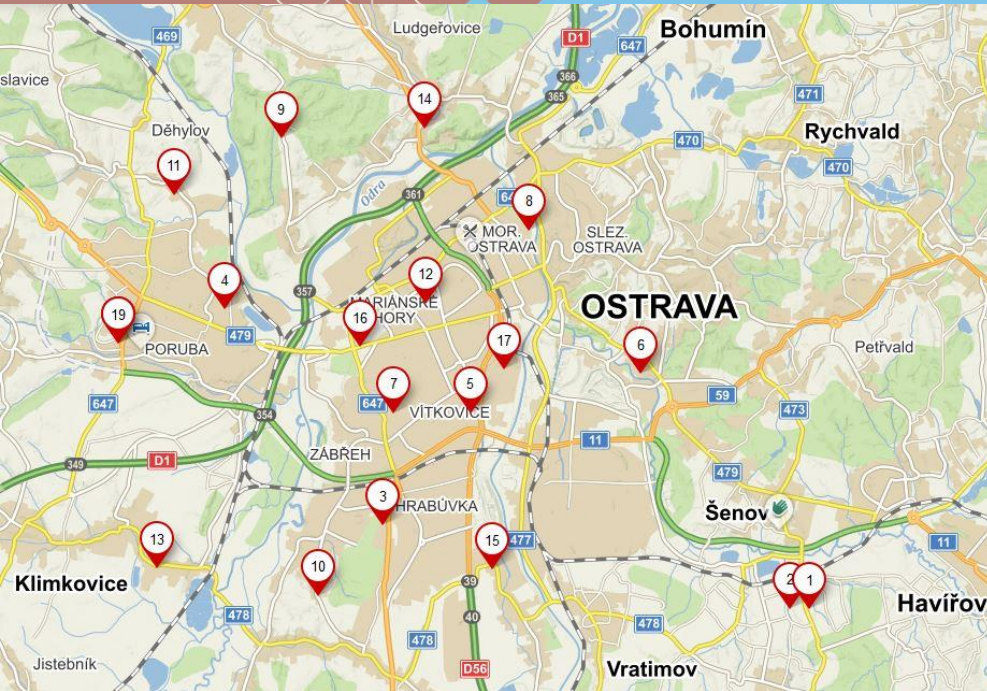 Ludgeřovice
Bohumín
469
D1
647
366
slavice
365
471
9
14
Děhylov
Rychvald
11
470
470
Odra
361
64
8
MOR.
OSTRAVA
SLEZ.
OSTRAVA
4
357
12
MARIÁNSKÉ
HORY
OSTRAVA
19
16
479
PORUBA
17
6
Petřvald
7
5
59
647
647
354
VÍTKOVICE
473
11
ZÁBŘEH
349
D1
479
3
HRABŮVKA
Šenov
13
15
477
11
10
2
1
Klimkovice
39
Havířov
478
40
478
478
Jistebník
D56
Vratimov